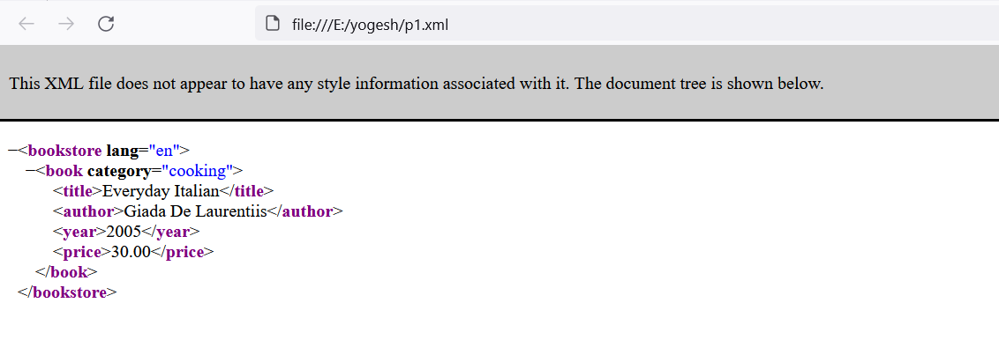 file:///E:/yogesh/p1.xml
This XML file does not appear to have any style information associated with it. The document tree is shown below.
−<bookstore lang="en">
−<book category="cooking">
<title>Everyday Italian</title>
<author>Giada De Laurentiis</author>
<year>2005</year>
<price>30.00</price>
</book>
</bookstore>